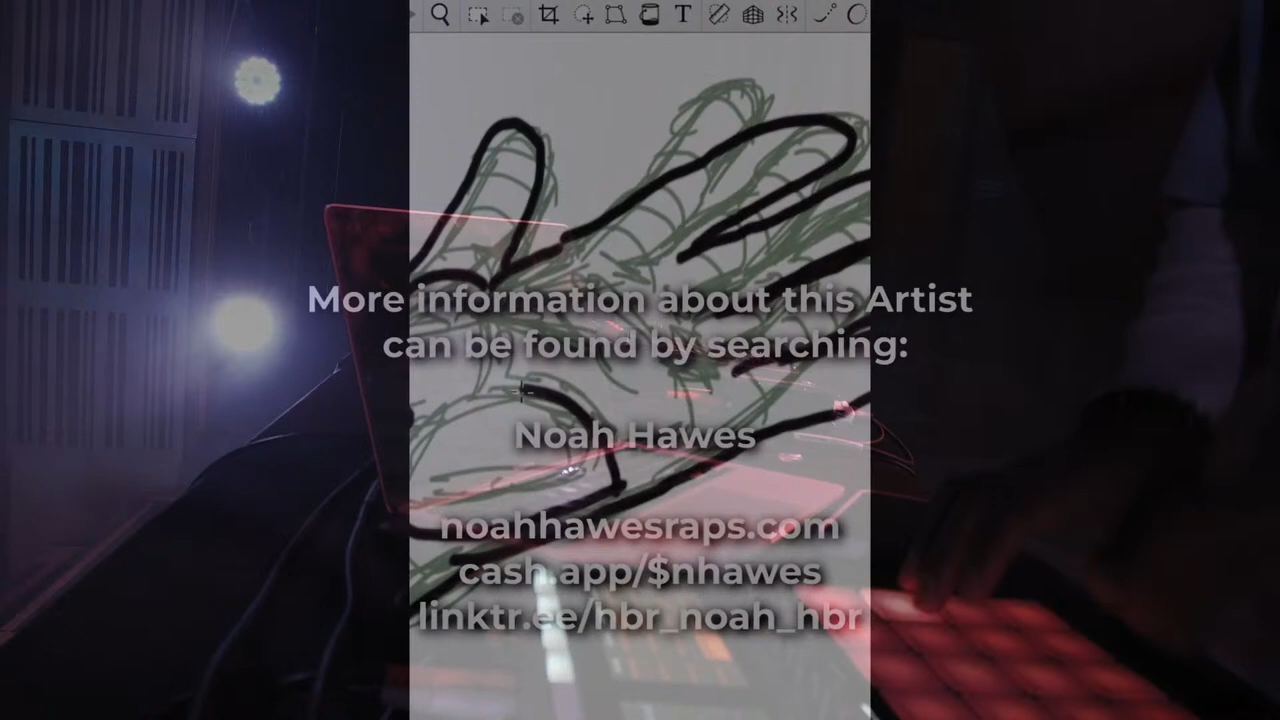 T
More information about this Artist
can be found by searching:
Noah Hawes
noahhawesraps.com
cash.app/$nhawes
linktr.ee/hbr_noah_hbr